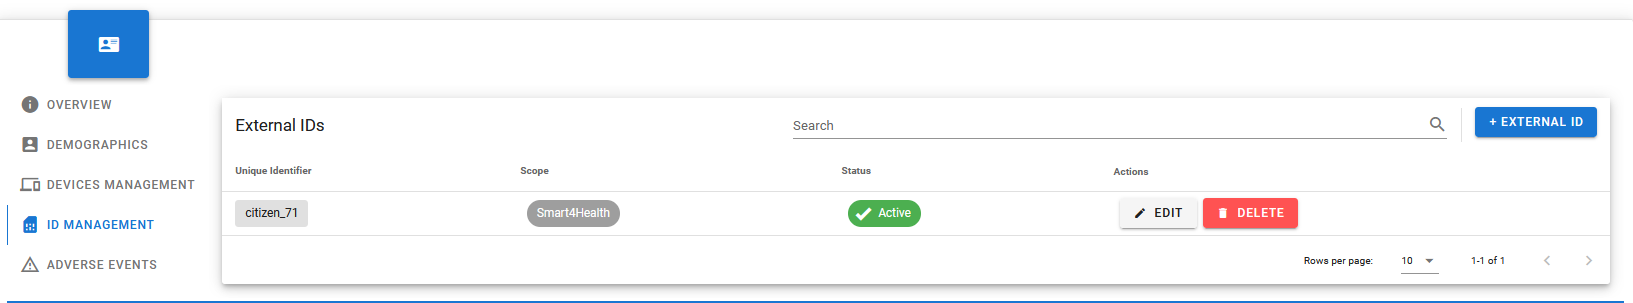 OVERVIEW
DEMOGRAPHICS
DEVICES MANAGEMENT
ID MANAGEMENT
ADVERSE EVENTS
External IDs
Search
+ EXTERNAL ID
Unique Identifier Scope Status Actions
citizen_71 Smart4Health Active EDIT DELETE
Rows per page: 10 1-1 of 1